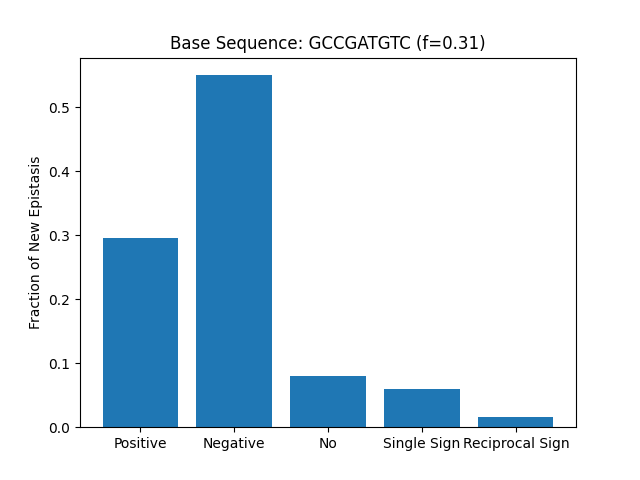 Base Sequence: GCCGATGTC (f=0.31)
Fraction of New Epistasis
0.5
0.4
0.3
0.2
0.1
0.0
Positive Negative No Single Sign Reciprocal Sign